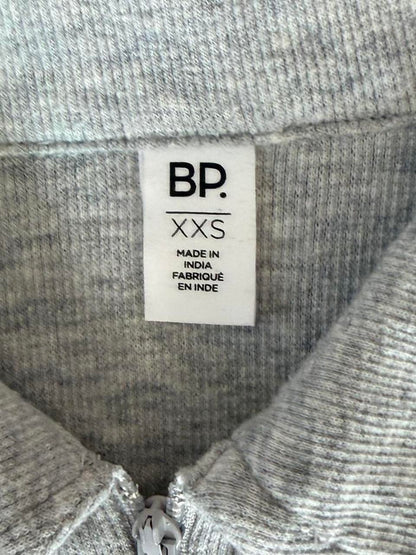 BP.
XXS
MADE IN
INDIA
FABRIQUÉ
EN INDE